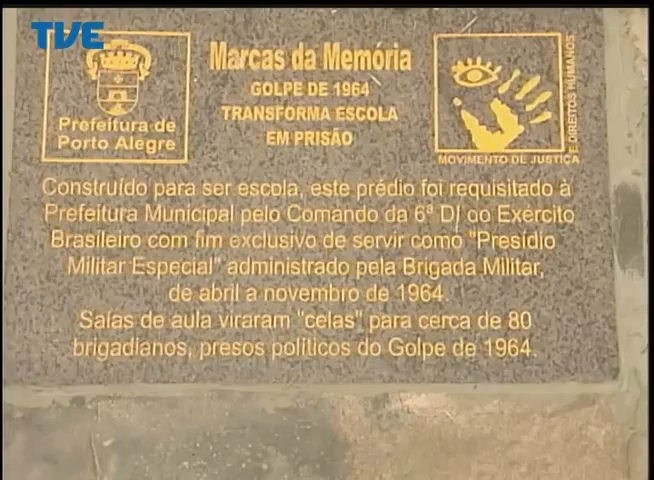 TVE
Marcas da Memória
GOLPE DE 1964
TRANSFORMA ESCOLA
EM PRISÃO
Prefeitura de
Porto Alegre
MOVIMENTO DE JUSTIÇA
E DIREITOS HUMANOS
Construído para ser escola, este prédio foi requisitado à
Prefeitura Municipal pelo Comando da 6ª DI do Exército
Brasileiro com fim exclusivo de servir como "Presídio
Militar Especial" administrado pela Brigada Militar,
de abril a novembro de 1964.
Salas de aula viraram "celas" para cerca de 80
brigadianos, presos políticos do Golpe de 1964.